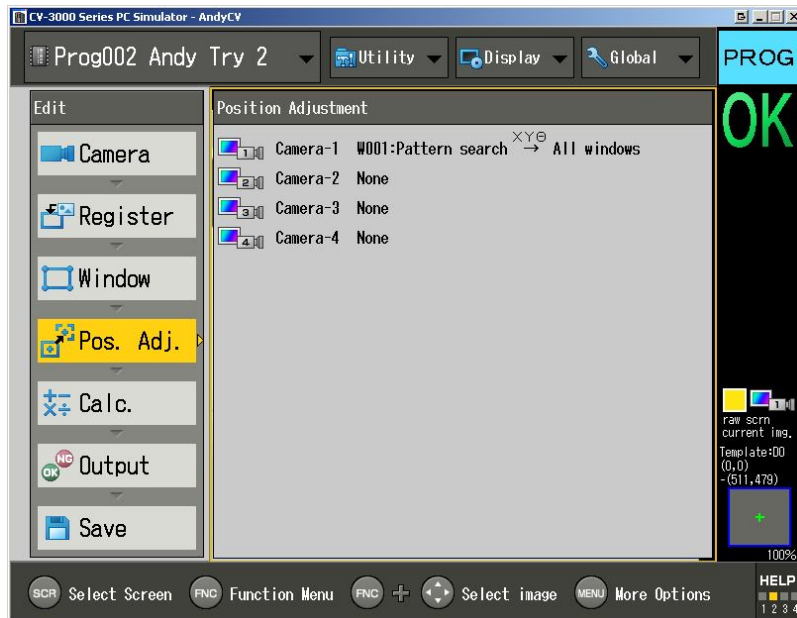 CV-3000 Series PC Simulator - AndyCV
Prog002 Andy Try 2
Utility
Display
Global
PROG
Edit
Camera
Register
Window
Pos. Adj.
Calc.
Output
Save
Position Adjustment
Camera-1 W001:Pattern search XYΘ → All windows
Camera-2 None
Camera-3 None
Camera-4 None
OK
raw scrn
current img.
Template:D0
(0,0)
-(511,479)
100%
SCR Select Screen FNC Function Menu FNC + Select image MENU More Options
HELP
1 2 3 4